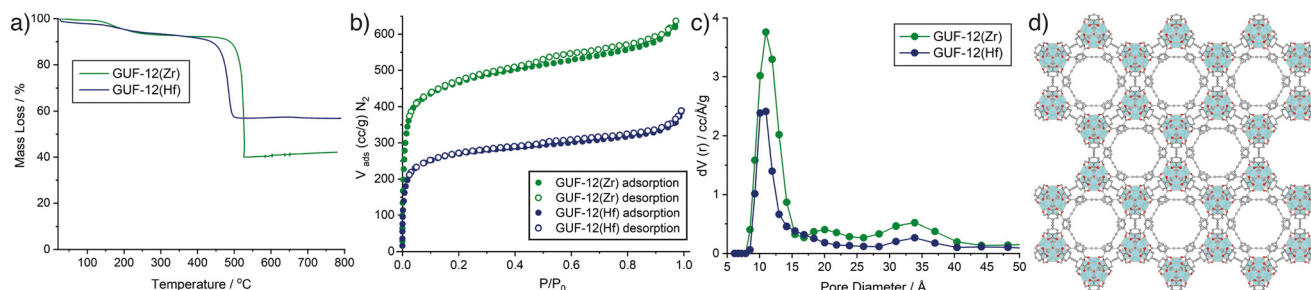 a)
100
80
60
40
20
0
Mass Loss / %
GUF-12(Zr)
GUF-12(Hf)
0 100 200 300 400 500 600 700 800
Temperature / °C
b)
600
500
400
300
200
100
0
V ads (cc/g) N2
GUF-12(Zr) adsorption
GUF-12(Zr) desorption
GUF-12(Hf) adsorption
GUF-12(Hf) desorption
0.0 0.2 0.4 0.6 0.8 1.0
P/P0
c)
4
3
2
1
0
dV (r) / cc/Å/g
GUF-12(Zr)
GUF-12(Hf)
5 10 15 20 25 30 35 40 45 50
Pore Diameter / Å
d)